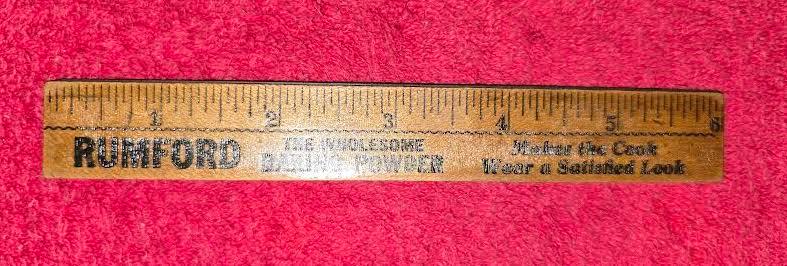 1 2 3 4 5 6
RUMFORD
THE WHOLESOME
BAKING POWDER
Makes the Cook
Wear a Satisfied Look